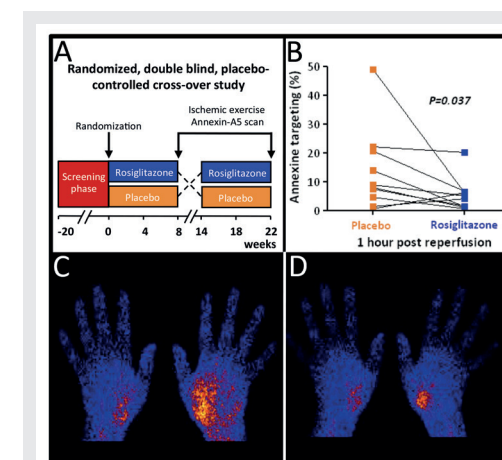 A
Randomized, double blind, placebo-
controlled cross-over study
Randomization
Ischemic exercise
Annexin-A5 scan
Screening
phase
Rosiglitazone
Rosiglitazone
Placebo
Placebo
-20 0 4 8 14 18 22
weeks
B
Annexine targeting (%)
50
40
30
20
10
0
P=0.037
Placebo Rosiglitazone
1 hour post reperfusion
C
D